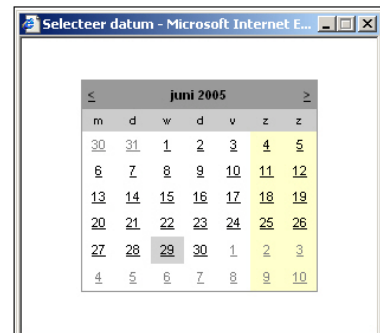 Selecteer datum - Microsoft Internet E...
< juni 2005 >
m d w d v z z
30 31 1 2 3 4 5
6 7 8 9 10 11 12
13 14 15 16 17 18 19
20 21 22 23 24 25 26
27 28 29 30 1 2 3
4 5 6 7 8 9 10